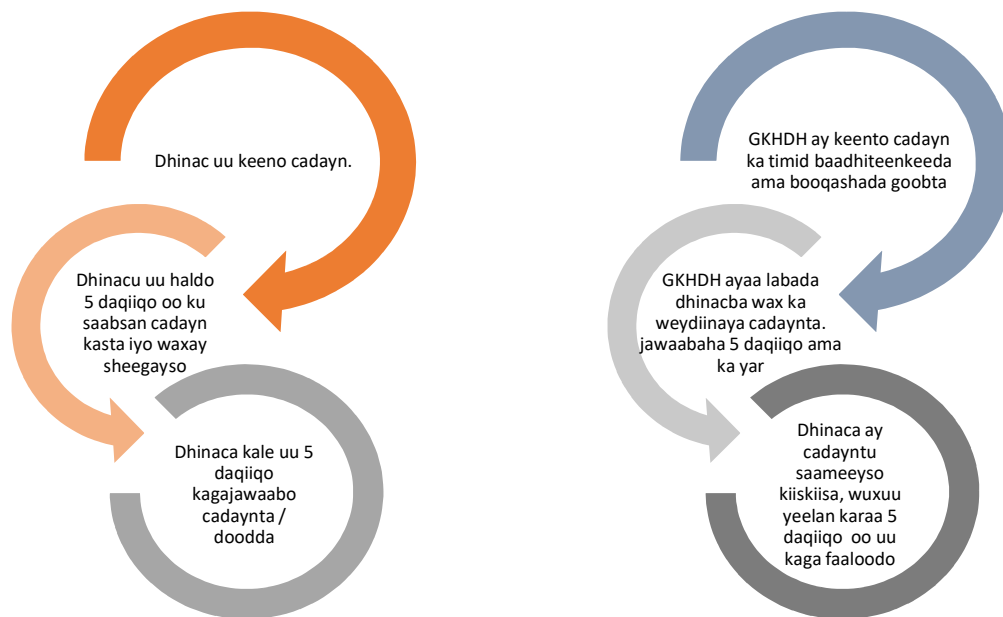 Dhinac uu keeno cadayn.
Dhinacu uu haldo
5 daqiiqo oo ku
saabsan cadayn
kasta iyo waxay
sheegayso
Dhinaca kale uu 5
daqiiqo
kagajawaabo
cadaynta /
doodda
GKHDH ay keento cadayn
ka timid baadhiteenkeeda
ama booqashada goobta
GKHDH ayaa labada
dhinacba wax ka
weydiinaya cadaynta.
jawaabaha 5 daqiiqo ama
ka yar
Dhinaca ay
cadayntu
saameeyso
kiiskiisa, wuxuu
yeelan karaa 5
daqiiqo oo uu
kaga faaloodo